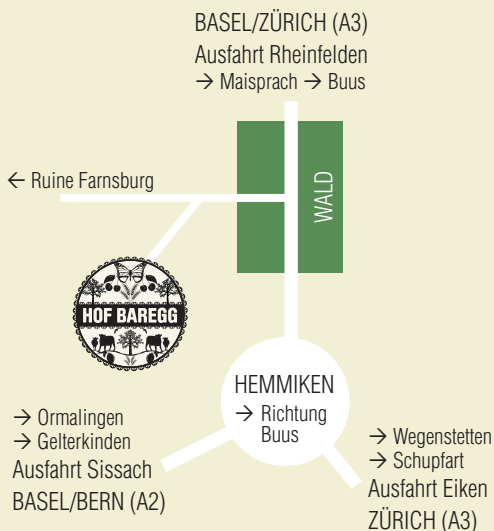 BASEL/ZÜRICH (A3)
Ausfahrt Rheinfelden
→ Maisprach → Buus
← Ruine Farnsburg
WALD
HOF BAREGG
HEMMIKEN
→ Richtung
Buus
→ Ormalingen
→ Gelterkinden
Ausfahrt Sissach
BASEL/BERN (A2)
→ Wegenstetten
→ Schupfart
Ausfahrt Eiken
ZÜRICH (A3)